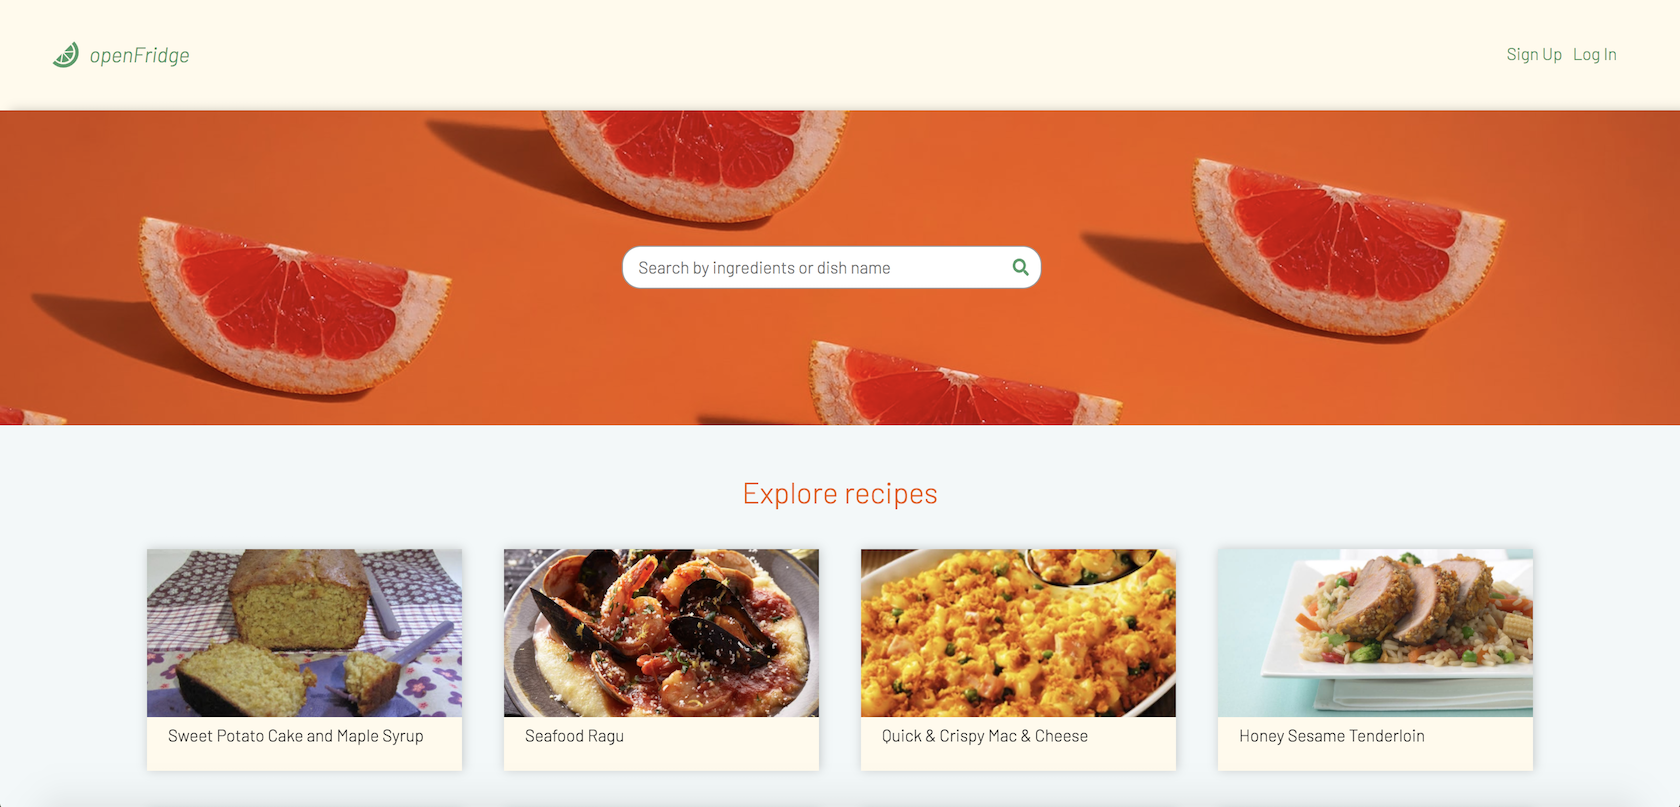 openFridge
Sign Up Log In
Search by ingredients or dish name
Explore recipes
Sweet Potato Cake and Maple Syrup
Seafood Ragu
Quick & Crispy Mac & Cheese
Honey Sesame Tenderloin